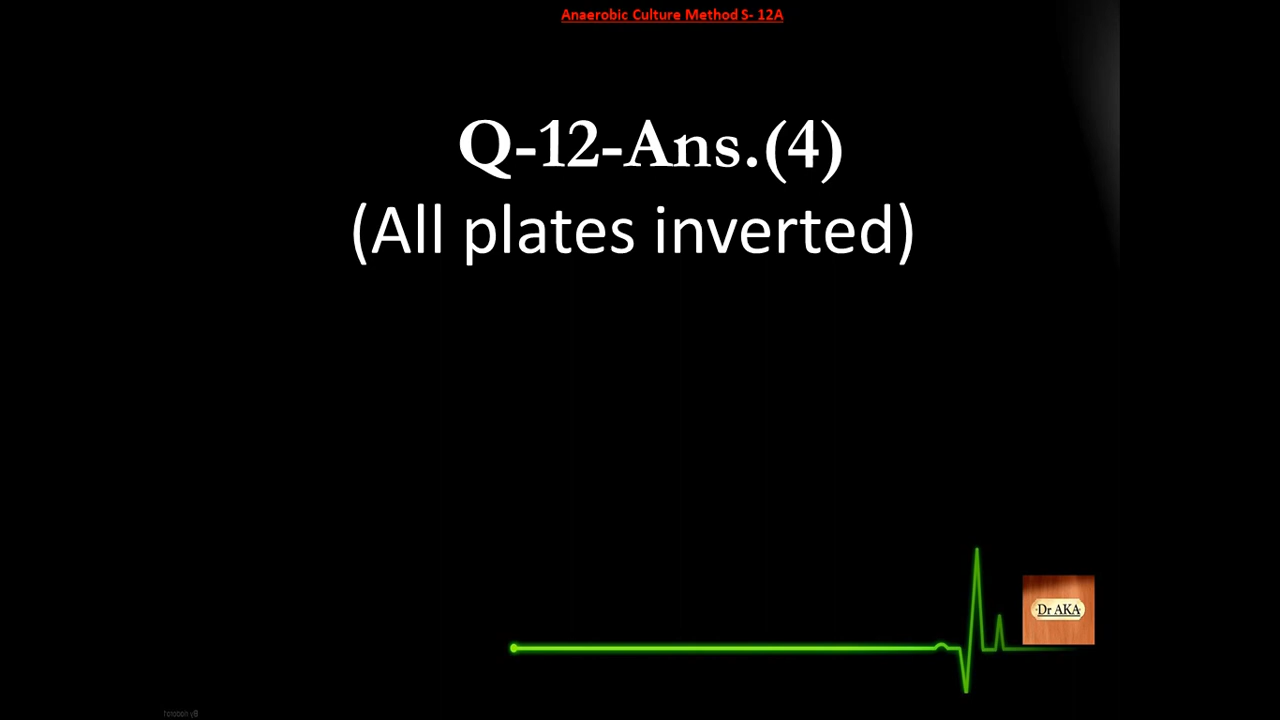 Anaerobic Culture Method S- 12A
Q-12-Ans.(4)
(All plates inverted)
Dr AKA